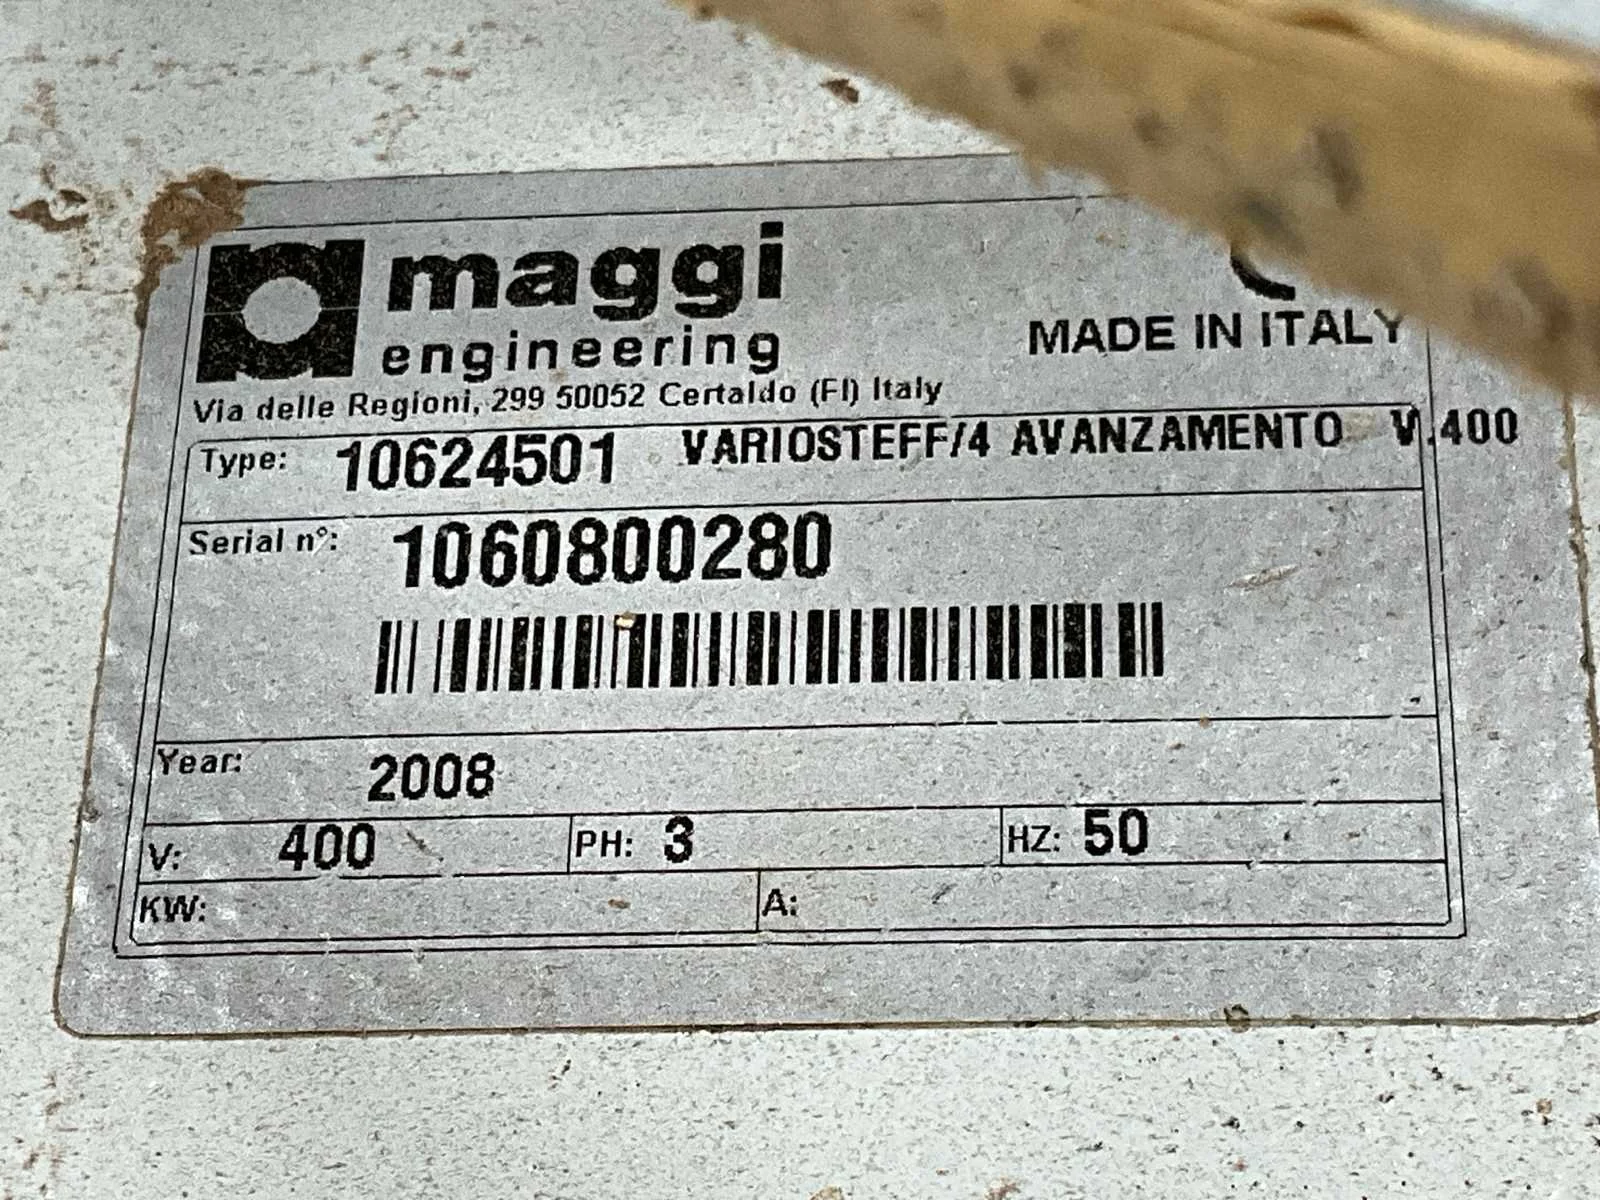 maggi
engineering
MADE IN ITALY
Via delle Regioni, 299 50052 Certaldo (FI) Italy
Type: 10624501 VARIOSTEFF/4 AVANZAMENTO V.400
Serial n°: 1060800280
Year: 2008
V: 400 PH: 3 HZ: 50
KW: A: